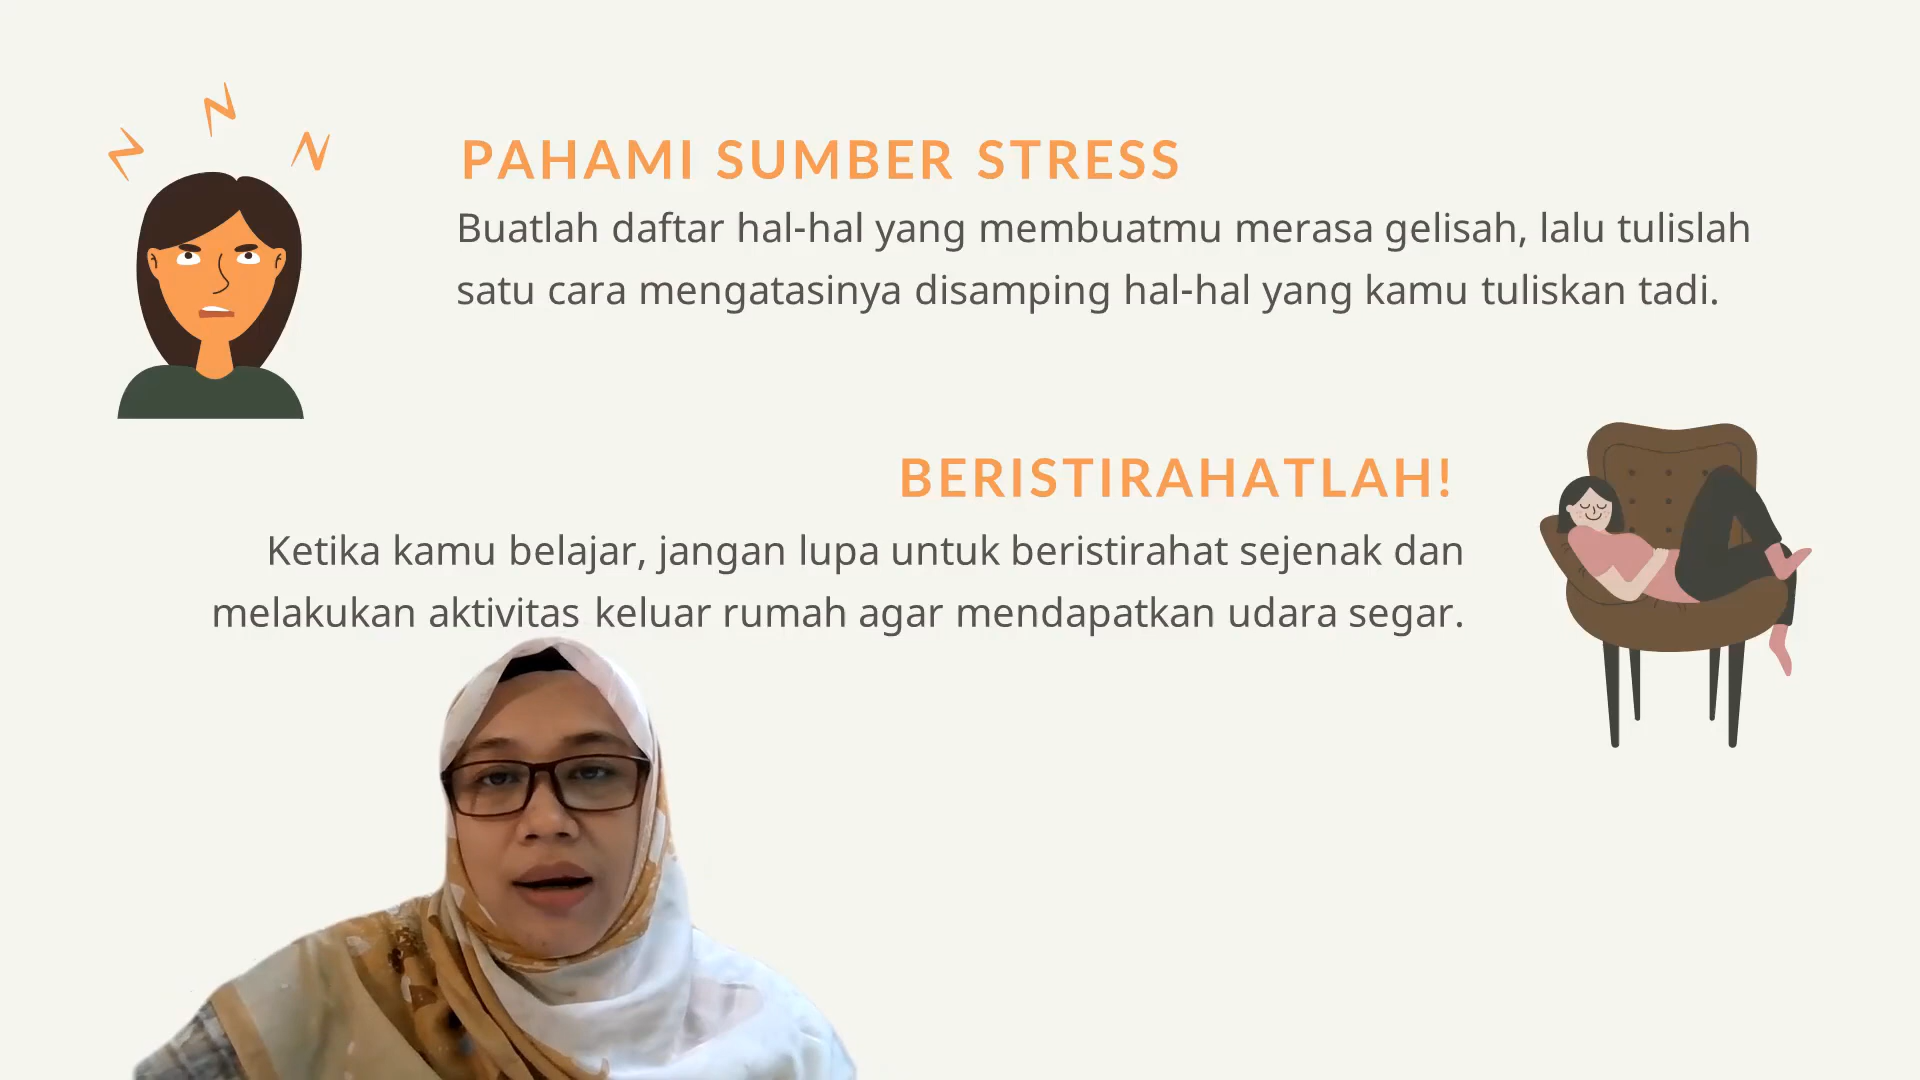 PAHAMI SUMBER STRESS
Buatlah daftar hal-hal yang membuatmu merasa gelisah, lalu tulislah
satu cara mengatasinya disamping hal-hal yang kamu tuliskan tadi.
BERISTIRAHATLAH!
Ketika kamu belajar, jangan lupa untuk beristirahat sejenak dan
melakukan aktivitas keluar rumah agar mendapatkan udara segar.